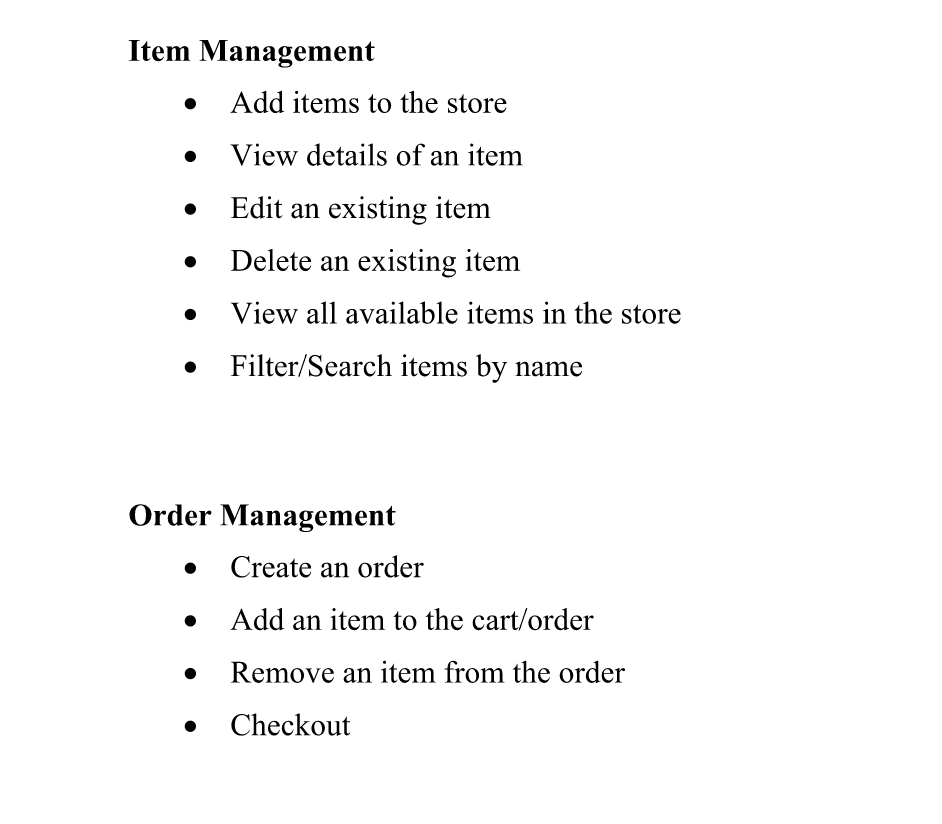 Item Management
• Add items to the store
• View details of an item
• Edit an existing item
• Delete an existing item
• View all available items in the store
• Filter/Search items by name
Order Management
• Create an order
• Add an item to the cart/order
• Remove an item from the order
• Checkout